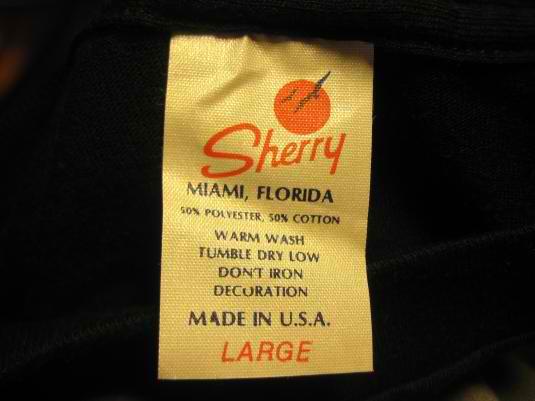 Sherry
MIAMI, FLORIDA
50% POLYESTER, 50% COTTON
WARM WASH
TUMBLE DRY LOW
DON'T IRON
DECORATION
MADE IN U.S.A.
LARGE